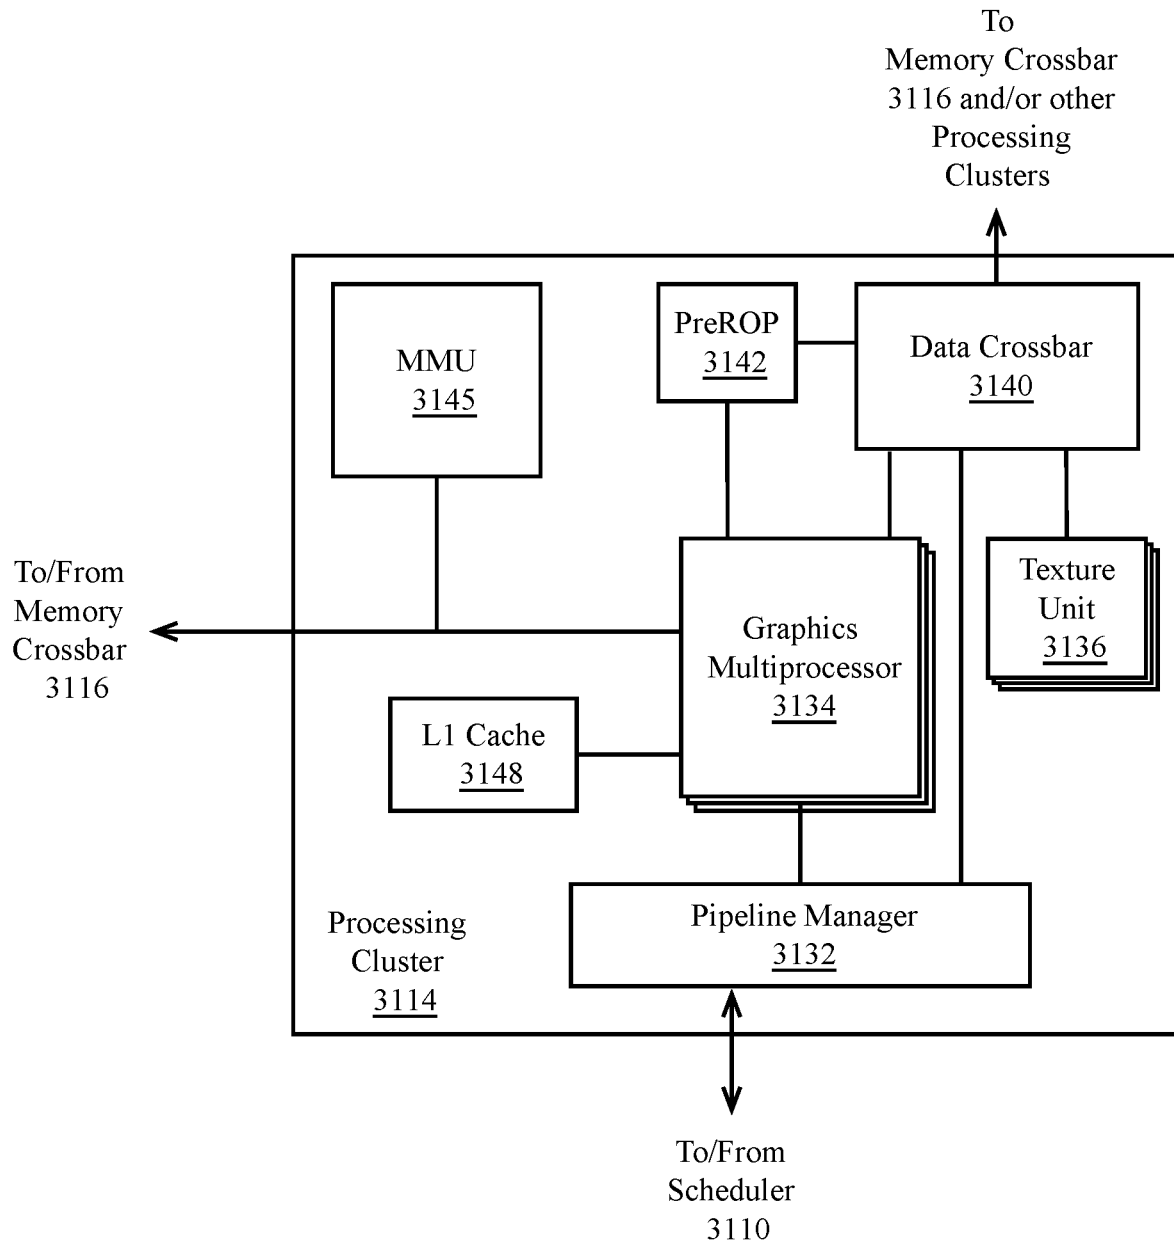 To
Memory Crossbar
3116 and/or other
Processing
Clusters
MMU
3145
PreROP
3142
Data Crossbar
3140
To/From
Memory
Crossbar
3116
Graphics
Multiprocessor
3134
Texture
Unit
3136
L1 Cache
3148
Pipeline Manager
3132
Processing
Cluster
3114
To/From
Scheduler
3110